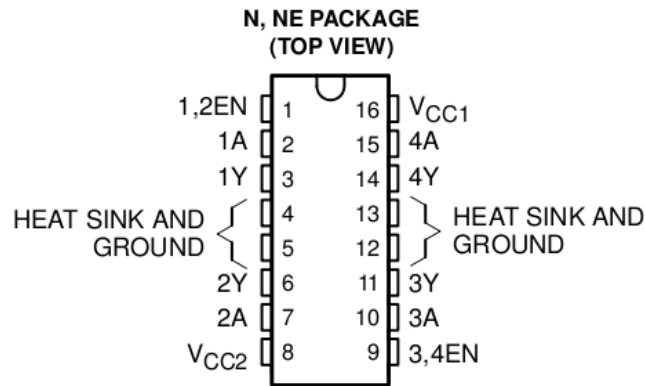 N, NE PACKAGE
(TOP VIEW)
1,2EN 1 16 VCC1
1A 2 15 4A
1Y 3 14 4Y
HEAT SINK AND 4 13 HEAT SINK AND
GROUND 5 12 GROUND
2Y 6 11 3Y
2A 7 10 3A
VCC2 8 9 3,4EN